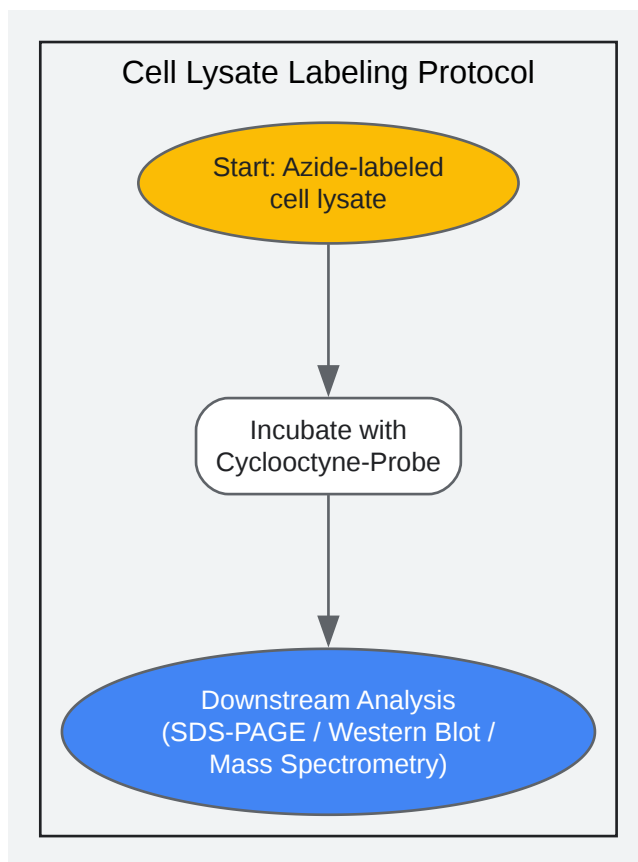 Cell Lysate Labeling Protocol
Start: Azide-labeled
cell lysate
Incubate with
Cyclooctyne-Probe
Downstream Analysis
(SDS-PAGE / Western Blot /
Mass Spectrometry)